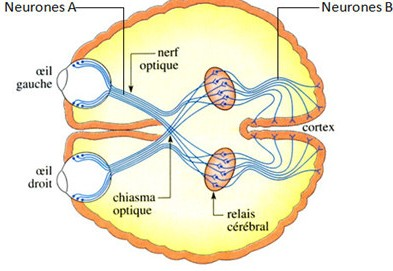 Neurones A
Neurones B
nerf
optique
œil
gauche
cortex
œil
droit
chiasma
optique
relais
cérébral